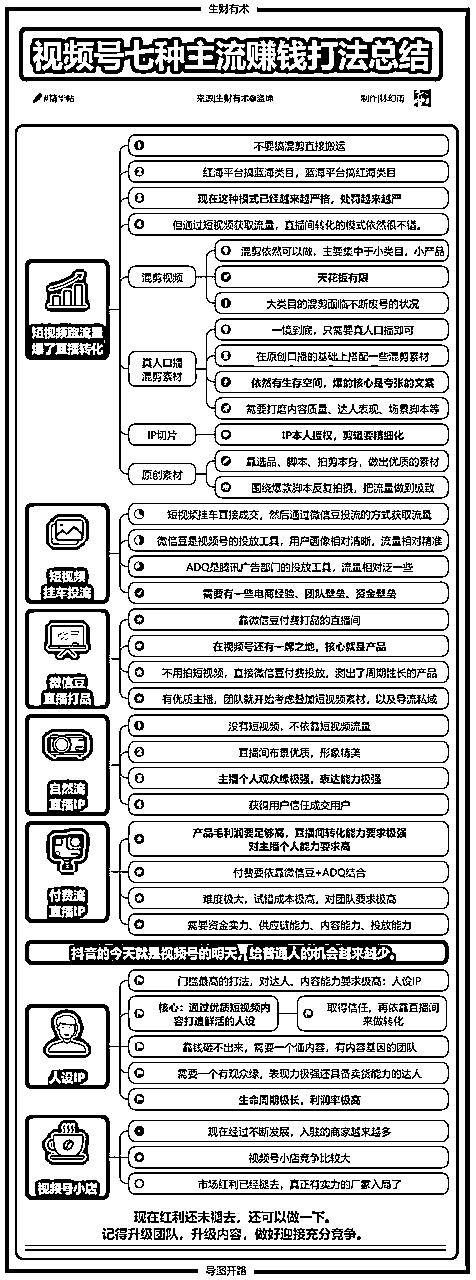 生财有术
视频号七种主流赚钱打法总结
#精华帖
来源|生财有术@盗坤
制作|林幻雨
短视频放流量
爆了直播转化
1 不要搞混剪直接搬运
2 红海平台搞蓝海类目，蓝海平台搞红海类目
3 现在这种模式已经越来越严格，处罚越来越严
4 但通过短视频获取流量，直播间转化的模式依然很不错。
混剪视频
混剪依然可以做，主要集中于小类目，小产品
天花板有限
大类目的混剪面临不断废号的状况
真人口播
混剪素材
一镜到底，只需要真人口播即可
在原创口播的基础上搭配一些混剪素材
依然有生存空间，爆的核心是夸张的文案
需要打磨内容质量、达人表现、场景脚本等
IP切片
IP本人授权，剪辑要精细化
原创素材
靠选品、脚本、拍剪本身，做出优质的素材
围绕爆款脚本反复拍摄，把流量做到极致
短视频
挂车投流
短视频挂车直接成交，然后通过微信豆投流的方式获取流量
微信豆是视频号的投放工具，用户画像相对清晰，流量相对精准
ADQ是腾讯广告部门的投放工具，流量相对泛一些
需要有一些电商经验、团队壁垒、资金壁垒
微信豆
直播打品
靠微信豆付费打品的直播间
在视频号还有一席之地，核心就是产品
不用拍短视频，直接微信豆付费投放，测出了周期性长的产品
有优质主播，团队就开始考虑叠加短视频素材，以及导流私域
自然流
直播IP
1 没有短视频，不依靠短视频流量
2 直播间布景优质，形象精美
3 主播个人观众缘极强，表达能力极强
4 获得用户信任成交用户
付费流
直播IP
产品毛利润要足够高，直播间转化能力要求极强
对主播个人能力要求高
付费要依靠微信豆+ADQ结合
难度极大，试错成本极高，对团队要求极高
需要资金实力、供应链能力、内容能力、投放能力
抖音的今天就是视频号的明天，给普通人的机会越来越少。
人设IP
门槛最高的打法，对达人、内容能力要求极高：人设IP
核心：通过优质短视频内
容打造鲜活的人设
取得信任，再依靠直播间
来做转化
靠钱砸不出来，需要一个懂内容，有内容基因的团队
需要一个有观众缘，表现力极强还具备卖货能力的达人
生命周期极长，利润率极高
视频号小店
现在经过不断发展，入驻的商家越来越多
视频号小店竞争比较大
市场红利已经褪去，真正有实力的厂家入局了
现在红利还未褪去，还可以做一下。
记得升级团队，升级内容，做好迎接充分竞争。
导图开路